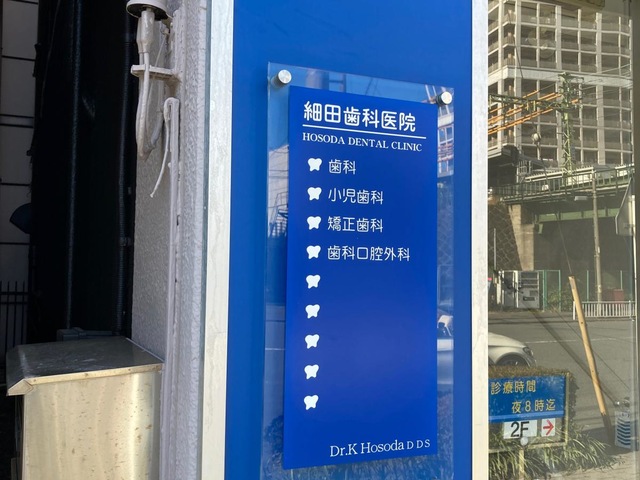 細田歯科医院
HOSODA DENTAL CLINIC
歯科
小児歯科
矯正歯科
歯科口腔外科
Dr.K Hosoda D D S
診療時間
夜8時迄
2F →